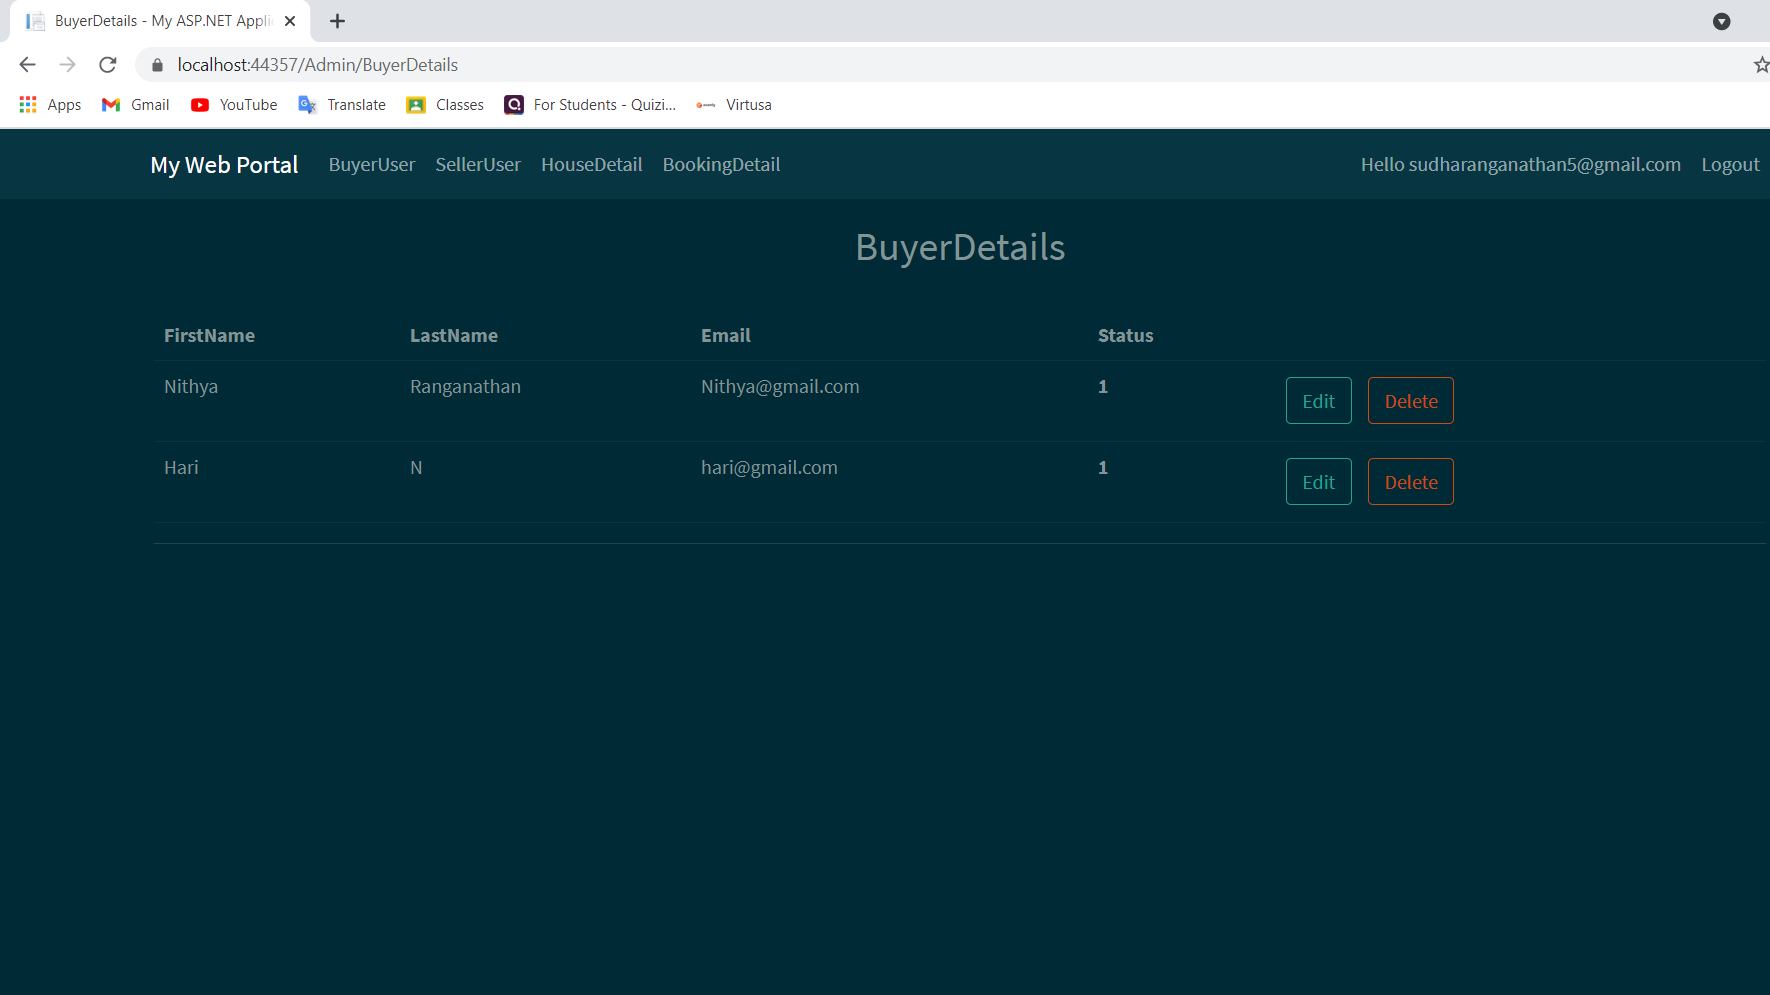 BuyerDetails - My ASP.NET Appli
localhost:44357/Admin/BuyerDetails
Apps Gmail YouTube Translate Classes For Students - Quizi... Virtusa
My Web Portal BuyerUser SellerUser HouseDetail BookingDetail Hello sudharanganathan5@gmail.com Logout
BuyerDetails
FirstName LastName Email Status
Nithya Ranganathan Nithya@gmail.com 1 Edit Delete
Hari N hari@gmail.com 1 Edit Delete